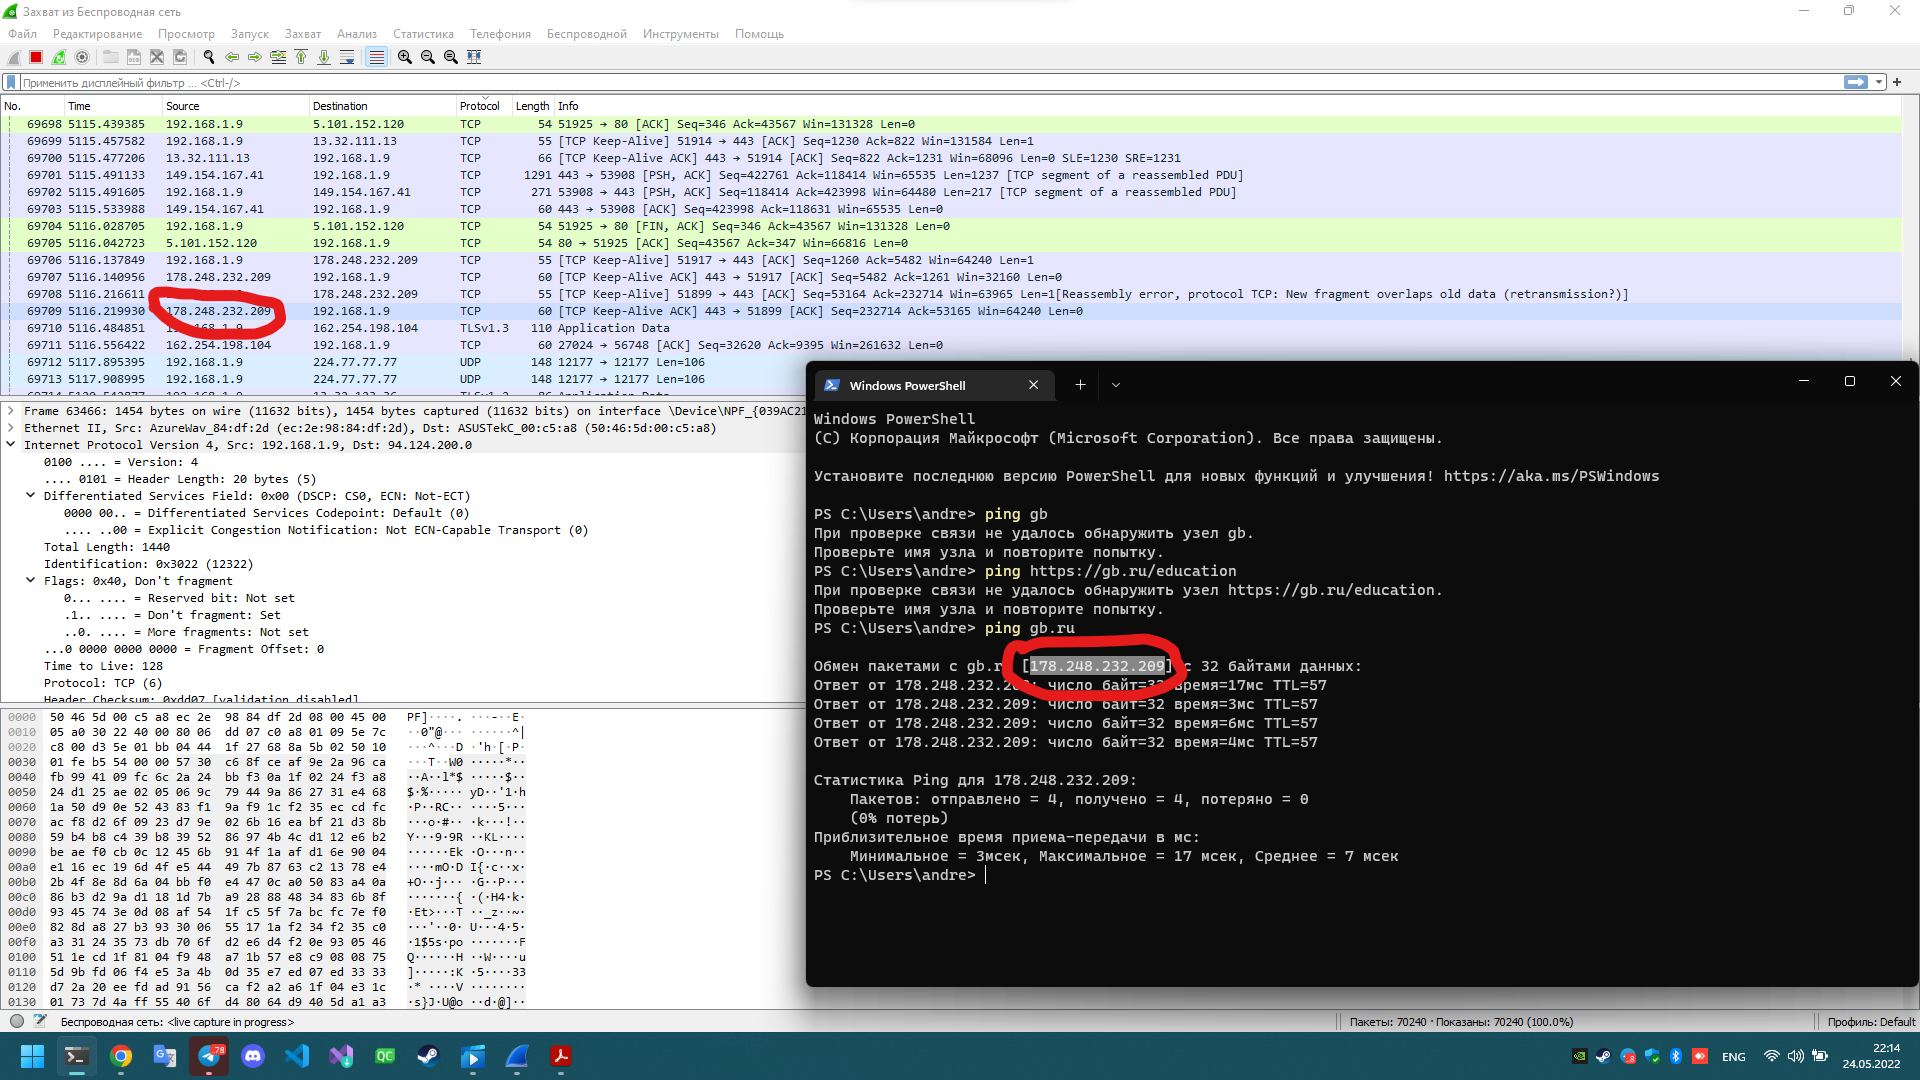 Захват из Беспроводная сеть
Файл Редактирование Просмотр Запуск Захват Анализ Статистика Телефония Беспроводной Инструменты Помощь
Применить дисплейный фильтр ... <Ctrl-/>
No. Time Source Destination Protocol Length Info
69698 5115.439385 192.168.1.9 5.101.152.120 TCP 54 51925 → 80 [ACK] Seq=346 Ack=43567 Win=131328 Len=0
69699 5115.457582 192.168.1.9 13.32.111.13 TCP 55 [TCP Keep-Alive] 51914 → 443 [ACK] Seq=1230 Ack=822 Win=131584 Len=1
69700 5115.477206 13.32.111.13 192.168.1.9 TCP 66 [TCP Keep-Alive ACK] 443 → 51914 [ACK] Seq=822 Ack=1231 Win=68096 Len=0 SLE=1230 SRE=1231
69701 5115.491133 149.154.167.41 192.168.1.9 TCP 1291 443 → 53908 [PSH, ACK] Seq=422761 Ack=118414 Win=65535 Len=1237 [TCP segment of a reassembled PDU]
69702 5115.491605 192.168.1.9 149.154.167.41 TCP 271 53908 → 443 [PSH, ACK] Seq=118414 Ack=423998 Win=64480 Len=217 [TCP segment of a reassembled PDU]
69703 5115.533988 149.154.167.41 192.168.1.9 TCP 60 443 → 53908 [ACK] Seq=423998 Ack=118631 Win=65535 Len=0
69704 5116.028705 192.168.1.9 5.101.152.120 TCP 54 51925 → 80 [FIN, ACK] Seq=346 Ack=43567 Win=131328 Len=0
69705 5116.042723 5.101.152.120 192.168.1.9 TCP 54 80 → 51925 [ACK] Seq=43567 Ack=347 Win=66816 Len=0
69706 5116.137849 192.168.1.9 178.248.232.209 TCP 55 [TCP Keep-Alive] 51917 → 443 [ACK] Seq=1260 Ack=5482 Win=64240 Len=1
69707 5116.140956 178.248.232.209 192.168.1.9 TCP 60 [TCP Keep-Alive ACK] 443 → 51917 [ACK] Seq=5482 Ack=1261 Win=32160 Len=0
69708 5116.216611 178.248.232.209 TCP 55 [TCP Keep-Alive] 51899 → 443 [ACK] Seq=53164 Ack=232714 Win=63965 Len=1[Reassembly error, protocol TCP: New fragment overlaps old data (retransmission?)]
69709 5116.219930 178.248.232.209 192.168.1.9 TCP 60 [TCP Keep-Alive ACK] 443 → 51899 [ACK] Seq=232714 Ack=53165 Win=64240 Len=0
69710 5116.484851 192.168.1.9 162.254.198.104 TLSv1.3 110 Application Data
69711 5116.556422 162.254.198.104 192.168.1.9 TCP 60 27024 → 56748 [ACK] Seq=32620 Ack=9395 Win=261632 Len=0
69712 5117.895395 192.168.1.9 224.77.77.77 UDP 148 12177 → 12177 Len=106
69713 5117.908995 192.168.1.9 224.77.77.77 UDP 148 12177 → 12177 Len=106
Frame 63466: 1454 bytes on wire (11632 bits), 1454 bytes captured (11632 bits) on interface \Device\NPF_{039AC21
Ethernet II, Src: AzureWav_84:df:2d (ec:2e:98:84:df:2d), Dst: ASUSTekC_00:c5:a8 (50:46:5d:00:c5:a8)
Internet Protocol Version 4, Src: 192.168.1.9, Dst: 94.124.200.0
0100 .... = Version: 4
.... 0101 = Header Length: 20 bytes (5)
Differentiated Services Field: 0x00 (DSCP: CS0, ECN: Not-ECT)
0000 00.. = Differentiated Services Codepoint: Default (0)
.... ..00 = Explicit Congestion Notification: Not ECN-Capable Transport (0)
Total Length: 1440
Identification: 0x3022 (12322)
Flags: 0x40, Don't fragment
0... .... = Reserved bit: Not set
.1.. .... = Don't fragment: Set
..0. .... = More fragments: Not set
...0 0000 0000 0000 = Fragment Offset: 0
Time to Live: 128
Protocol: TCP (6)
Header Checksum: 0xdd07 [validation disabled]
0000 50 46 5d 00 c5 a8 ec 2e 98 84 df 2d 08 00 45 00
0010 05 a0 30 22 40 00 80 06 dd 07 c0 a8 01 09 5e 7c
0020 c8 00 d3 5e 01 bb 04 44 1f 27 68 8a 5b 02 50 10
0030 01 fe b5 54 00 00 57 30 c6 8f ce af 9e 2a 96 ca
0040 fb 99 41 09 fc 6c 2a 24 bb f3 0a 1f 02 24 f3 a8
0050 24 d1 25 ae 02 05 06 9c 79 44 9a 86 27 31 e4 68
0060 1a 50 d9 0e 52 43 83 f1 9a f9 1c f2 35 ec cd fc
0070 ac f8 d2 6f 09 23 d7 9e 02 6b 16 ea bf 21 d3 8b
0080 59 b4 b8 c4 39 b8 39 52 86 97 4b 4c d1 12 e6 b2
0090 be ae f0 cb 0c 12 45 6b 91 4f 1a af d1 6e 90 04
00a0 e1 16 ec 19 6d 4f e5 44 49 7b 87 63 c2 13 78 e4
00b0 2b 4f 8e 8d 6a 04 bb f0 e4 47 0c a0 50 83 a4 0a
00c0 86 b3 d2 9a d1 18 1d 7b a9 28 88 48 34 83 6b 8f
00d0 93 45 74 3e 0d 08 af 54 1f c5 5f 7a bc fc 7e f0
00e0 82 8d a8 27 b3 93 30 06 55 17 1a f2 34 f2 35 c0
00f0 a3 31 24 35 73 db 70 6f d2 e6 d4 f2 0e 93 05 46
0100 51 1e cd 1f 81 04 f9 48 a7 1b 57 e8 c9 08 08 75
0110 5d 9b fd 06 f4 e5 3a 4b 0d 35 e7 ed 07 ed 33 33
0120 d7 2a 20 ee fd ad 91 56 ca f2 a2 a6 1f 04 e3 1c
0130 01 73 7d 4a ff 55 40 6f d4 80 64 d9 40 5d a1 a3
Windows PowerShell
Windows PowerShell
(C) Корпорация Майкрософт (Microsoft Corporation). Все права защищены.
Установите последнюю версию PowerShell для новых функций и улучшения! https://aka.ms/PSWindows
PS C:\Users\andre> ping gb
При проверке связи не удалось обнаружить узел gb.
Проверьте имя узла и повторите попытку.
PS C:\Users\andre> ping https://gb.ru/education
При проверке связи не удалось обнаружить узел https://gb.ru/education.
Проверьте имя узла и повторите попытку.
PS C:\Users\andre> ping gb.ru
Обмен пакетами с gb.r [178.248.232.209] с 32 байтами данных:
Ответ от 178.248.232.209: число байт=32 время=17мс TTL=57
Ответ от 178.248.232.209: число байт=32 время=3мс TTL=57
Ответ от 178.248.232.209: число байт=32 время=6мс TTL=57
Ответ от 178.248.232.209: число байт=32 время=4мс TTL=57
Статистика Ping для 178.248.232.209:
Пакетов: отправлено = 4, получено = 4, потеряно = 0
(0% потерь)
Приблизительное время приема-передачи в мс:
Минимальное = 3мсек, Максимальное = 17 мсек, Среднее = 7 мсек
PS C:\Users\andre>
Беспроводная сеть: <live capture in progress>
Пакеты: 70240 · Показаны: 70240 (100.0%)
Профиль: Default
ENG
22:14
24.05.2022